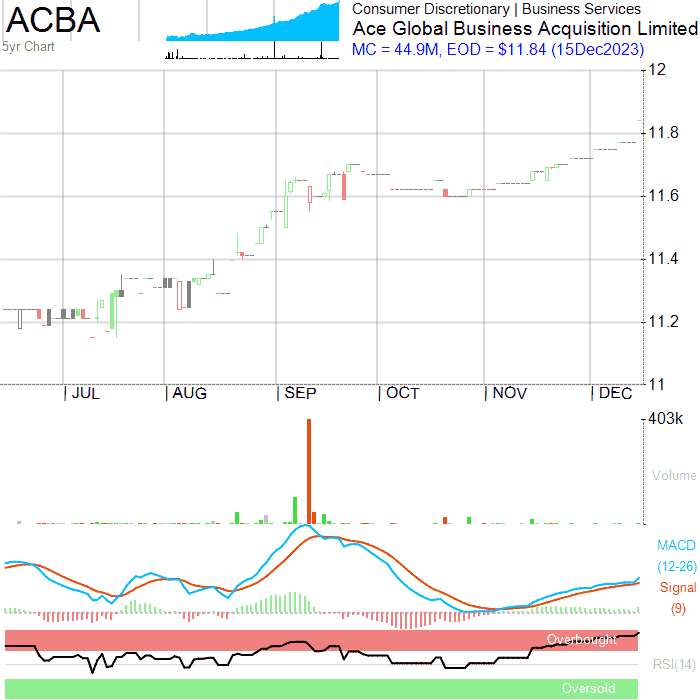 ACBA
5yr Chart
Consumer Discretionary | Business Services
Ace Global Business Acquisition Limited
MC = 44.9M, EOD = $11.84 (15Dec2023)
12
11.8
11.6
11.4
11.2
11
| JUL | AUG | SEP | OCT | NOV | DEC
403k
Volume
MACD
(12-26)
Signal
(9)
Overbought
RSI(14)
Oversold